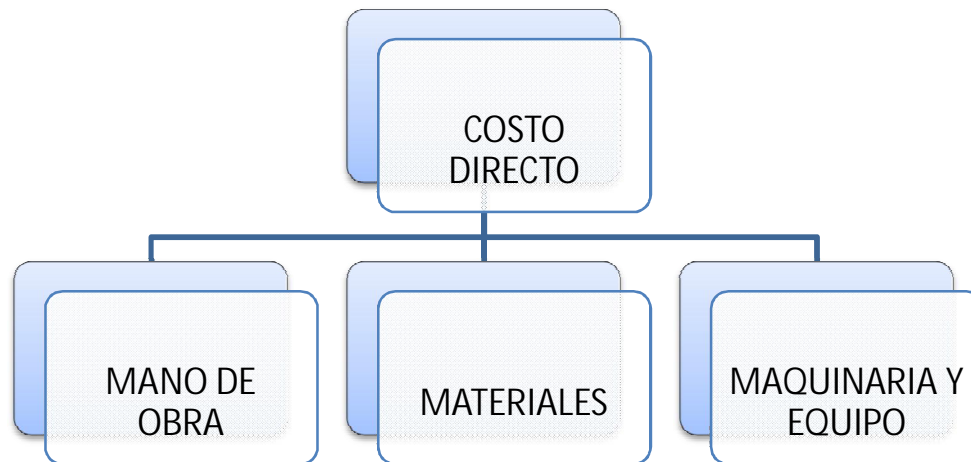 COSTO
DIRECTO
MANO DE
OBRA
MATERIALES
MAQUINARIA Y
EQUIPO